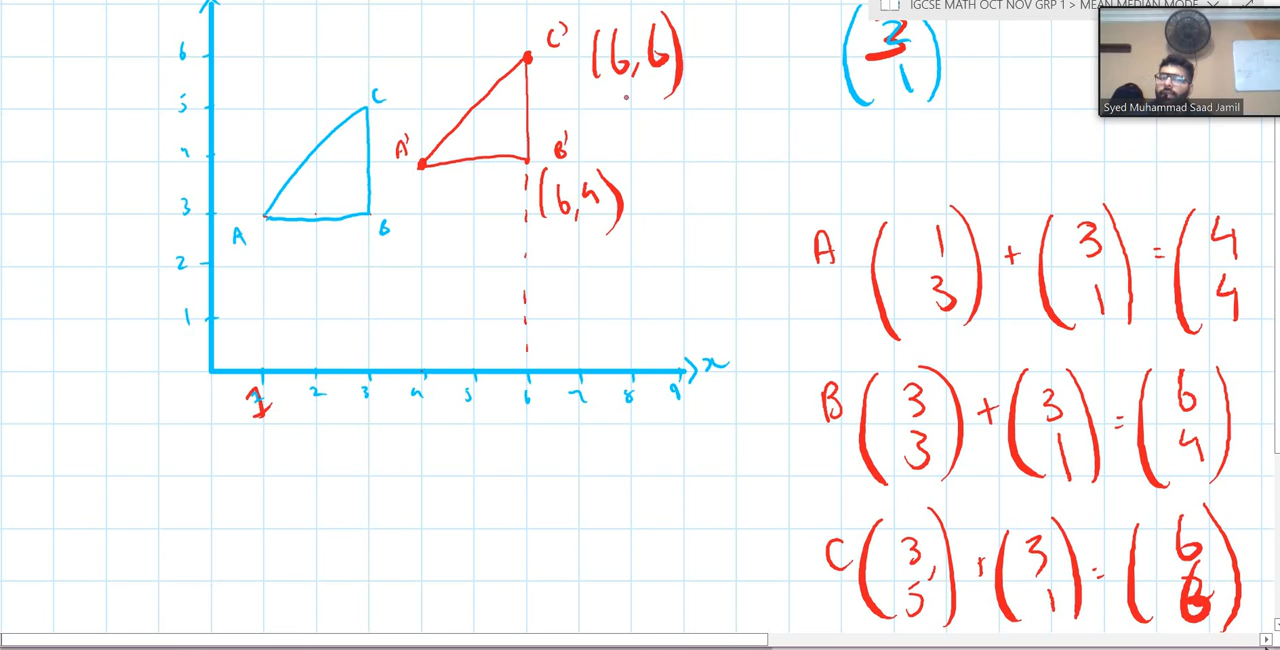 IGCSE MATH OCT NOV GRP 1 > MEAN MEDIAN MODE
Syed Muhammad Saad Jamil
6
5
4
3
2
1
C
A
B
C' (6,6)
A'
B'
(6,4)
1 2 3 4 5 6 7 8 9 x
3
1
A (1 3) + (3 1) = (4 4
B (3 3) + (3 1) = (6 4)
C (3, 5) + (3 1) = (6 6)